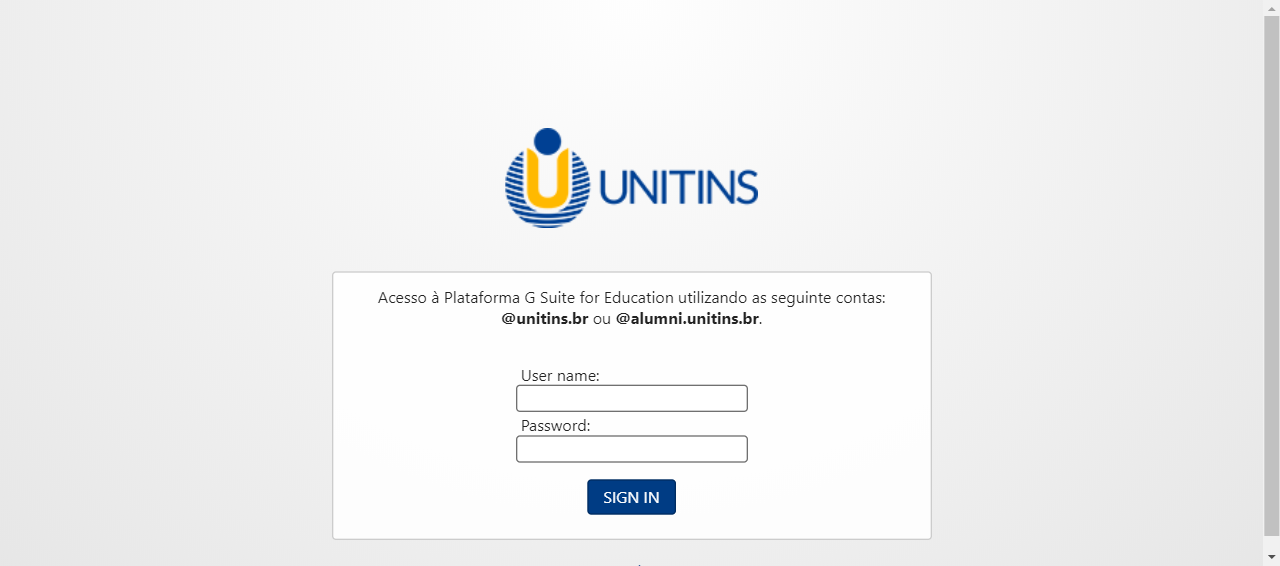 UNITINS
Acesso à Plataforma G Suite for Education utilizando as seguinte contas:
@unitins.br ou @alumni.unitins.br.
User name:
Password:
SIGN IN